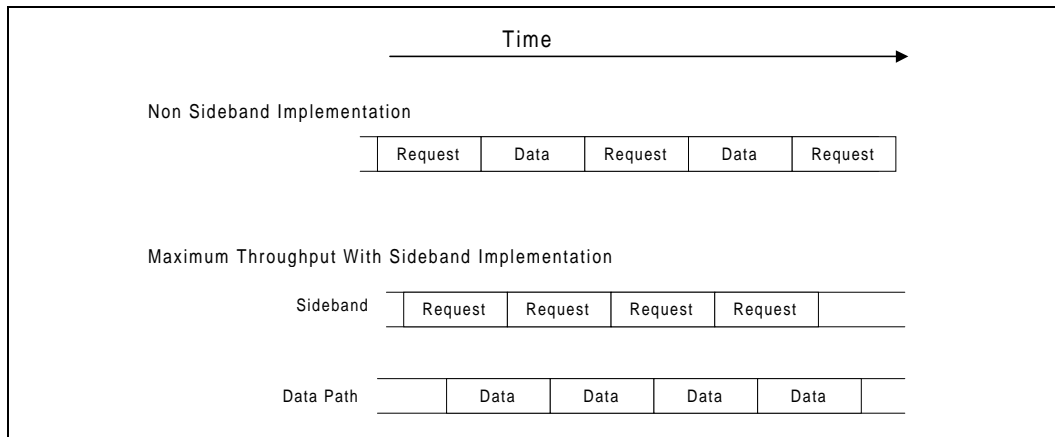 Time
Non Sideband Implementation
Request Data Request Data Request
Maximum Throughput With Sideband Implementation
Sideband Request Request Request Request
Data Path Data Data Data Data